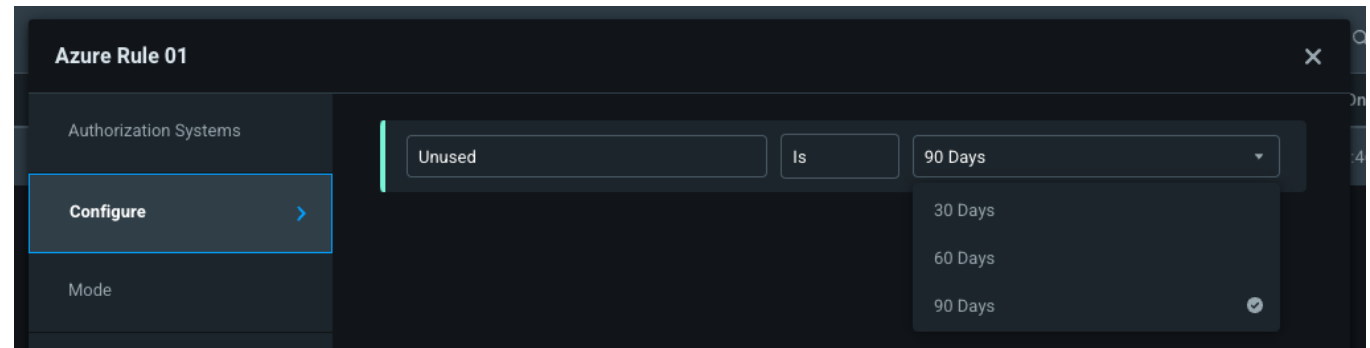 Azure Rule 01
Authorization Systems
Unused Is 90 Days
Configure
30 Days
60 Days
Mode
90 Days